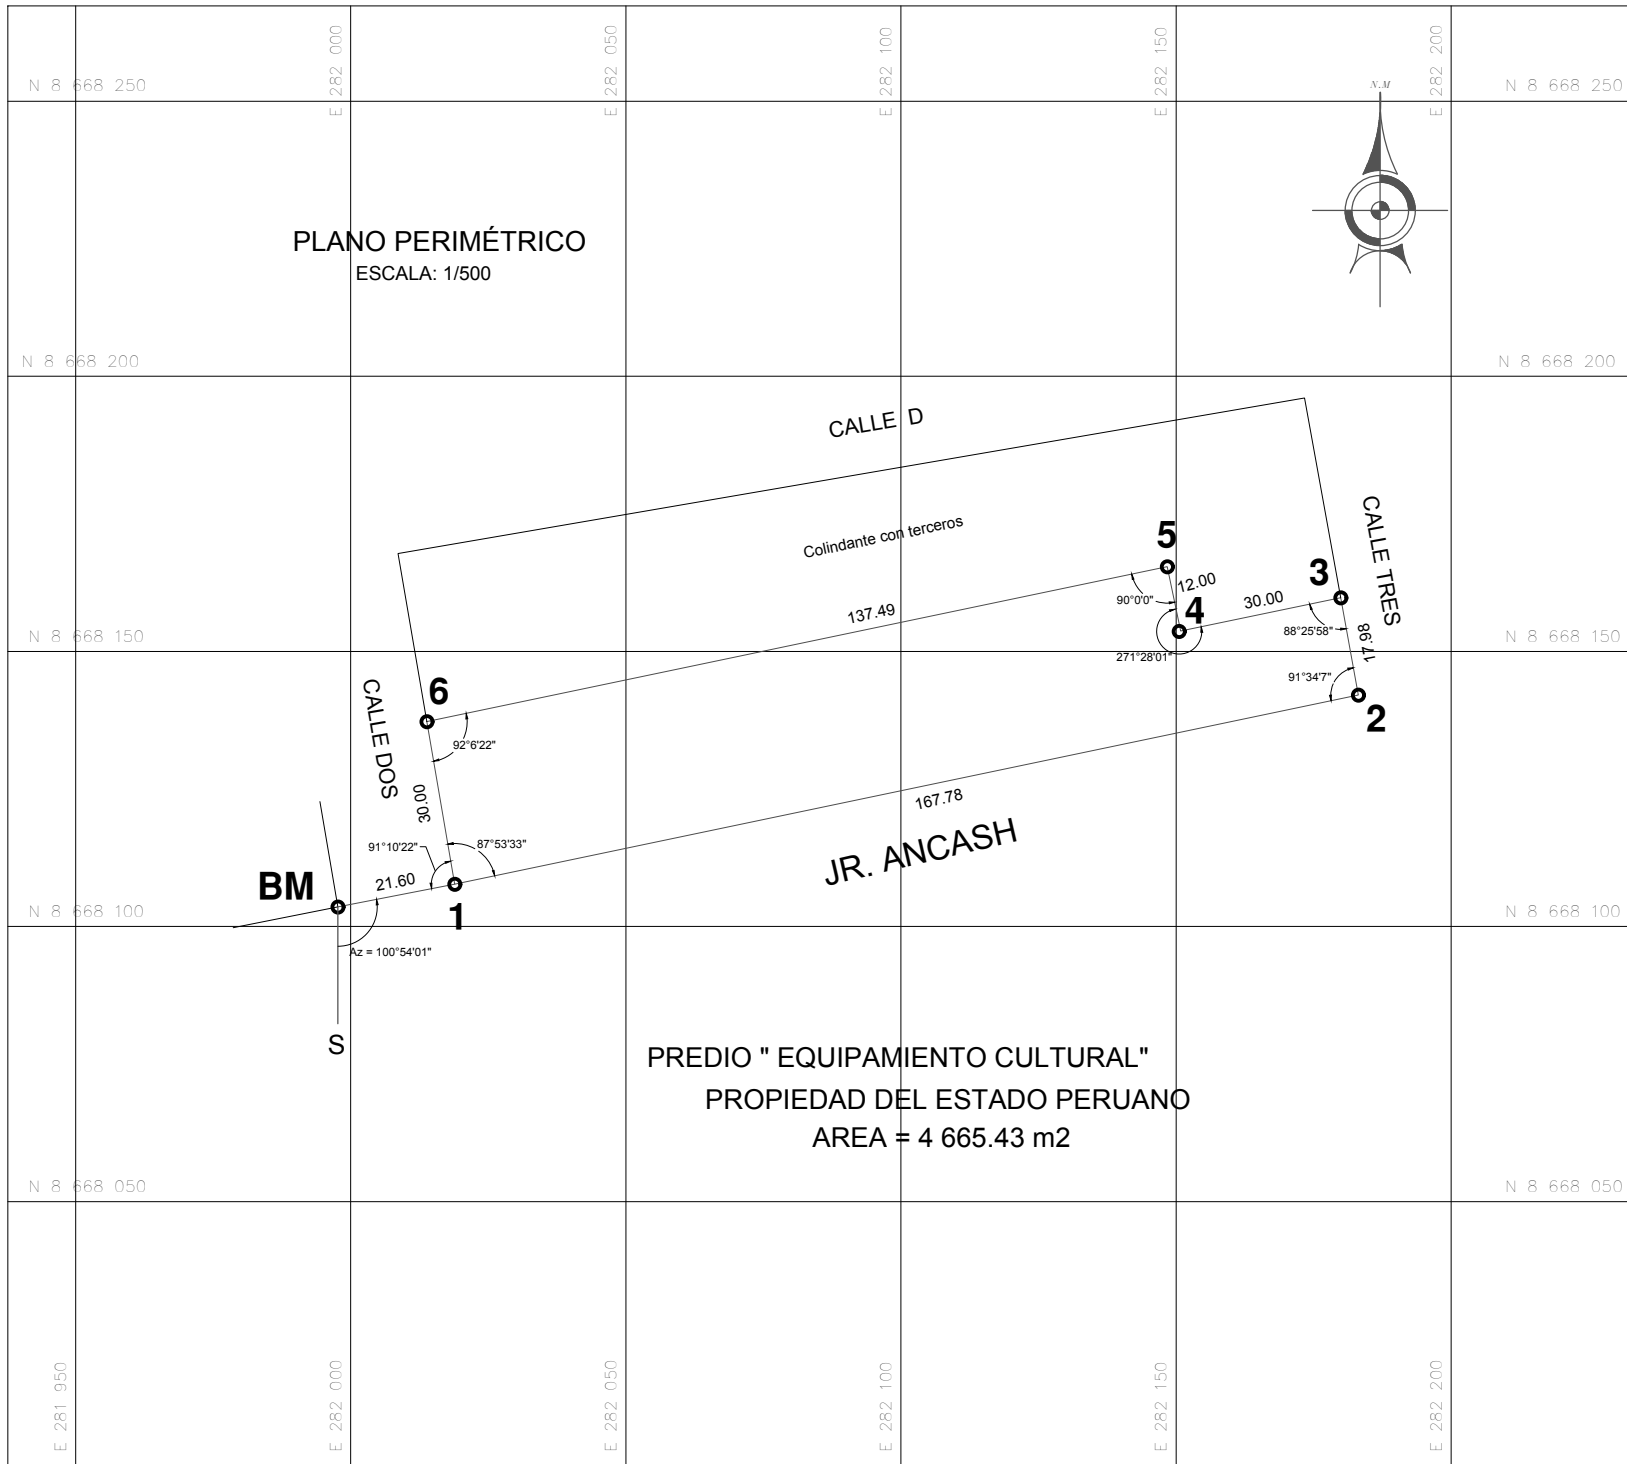 E 282 000
E 282 050
E 282 100
E 282 150
E 282 200
N 8 668 250
N 8 668 250
N.M
PLANO PERIMÉTRICO
ESCALA: 1/500
N 8 668 200
N 8 668 200
CALLE D
Colindante con terceros
5
12.00
90°0'0"
3
CALLE TRES
4
30.00
137.49
88°25'58"
17.98
271°28'01"
N 8 668 150
N 8 668 150
91°34'7"
2
6
CALLE DOS
92°6'22"
30.00
167.78
JR. ANCASH
91°10'22"
87°53'33"
BM
21.60
1
N 8 668 100
N 8 668 100
Az = 100°54'01"
S
PREDIO " EQUIPAMIENTO CULTURAL"
PROPIEDAD DEL ESTADO PERUANO
AREA = 4 665.43 m2
N 8 668 050
N 8 668 050
E 281 950
E 282 000
E 282 050
E 282 100
E 282 150
E 282 200